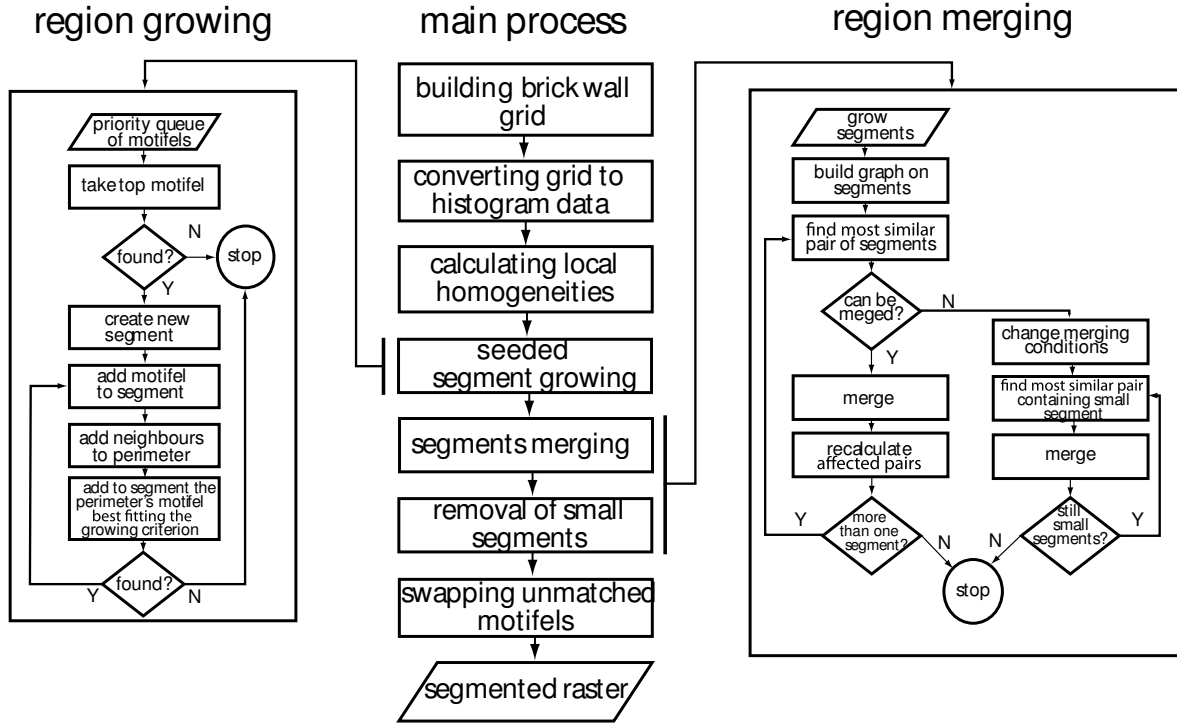 region growing
main process
region merging
priority queue
of motifels
take top motifel
found?
N
stop
Y
create new
segment
add motifel
to segment
add neighbours
to perimeter
add to segment the
perimeter's motifel
best fitting the
growing criterion
found?
Y
N
building brick wall
grid
converting grid to
histogram data
calculating local
homogeneities
seeded
segment growing
segments merging
removal of small
segments
swapping unmatched
motifels
segmented raster
grow
segments
build graph on
segments
find most similar
pair of segments
can be
meged?
N
Y
merge
recalculate
affected pairs
more
than one
segment?
Y
N
change merging
conditions
find most similar pair
containing small
segment
merge
still
small
segments?
Y
N
stop